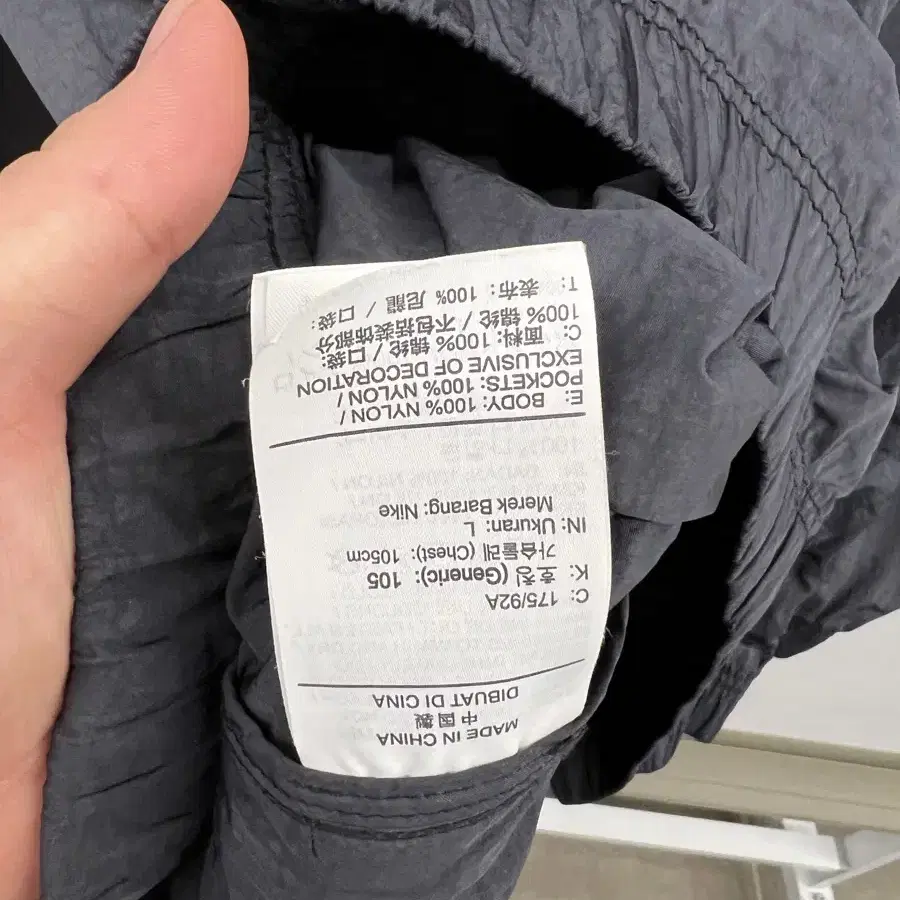 MADE IN CHINA
中国製
DIBUAT DI CINA
C: 175/92A
K: 호칭 (Generic): 105
가슴둘레 (Chest): 105cm
IN: Ukuran: L
Merek Barang: Nike
E: BODY: 100% NYLON /
POCKETS: 100% NYLON /
EXCLUSIVE OF DECORATION
C: 面料: 100% 锦纶 / 口袋:
100% 锦纶 / 不包括装饰部分
T: 表布: 100% 尼龍 / 口袋: